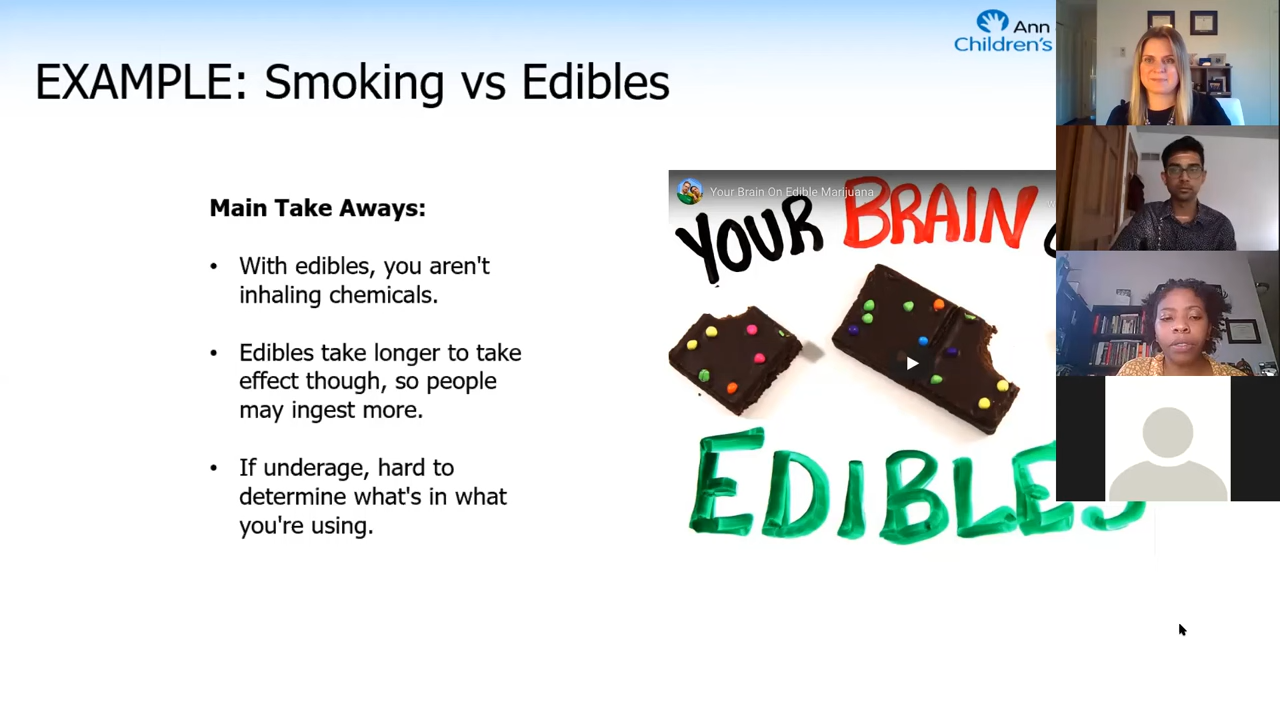 Ann
Children's
EXAMPLE: Smoking vs Edibles
Main Take Aways:
• With edibles, you aren't
inhaling chemicals.
• Edibles take longer to take
effect though, so people
may ingest more.
• If underage, hard to
determine what's in what
you're using.
Your Brain On Edible Marijuana
YOUR BRAIN
EDIBLES